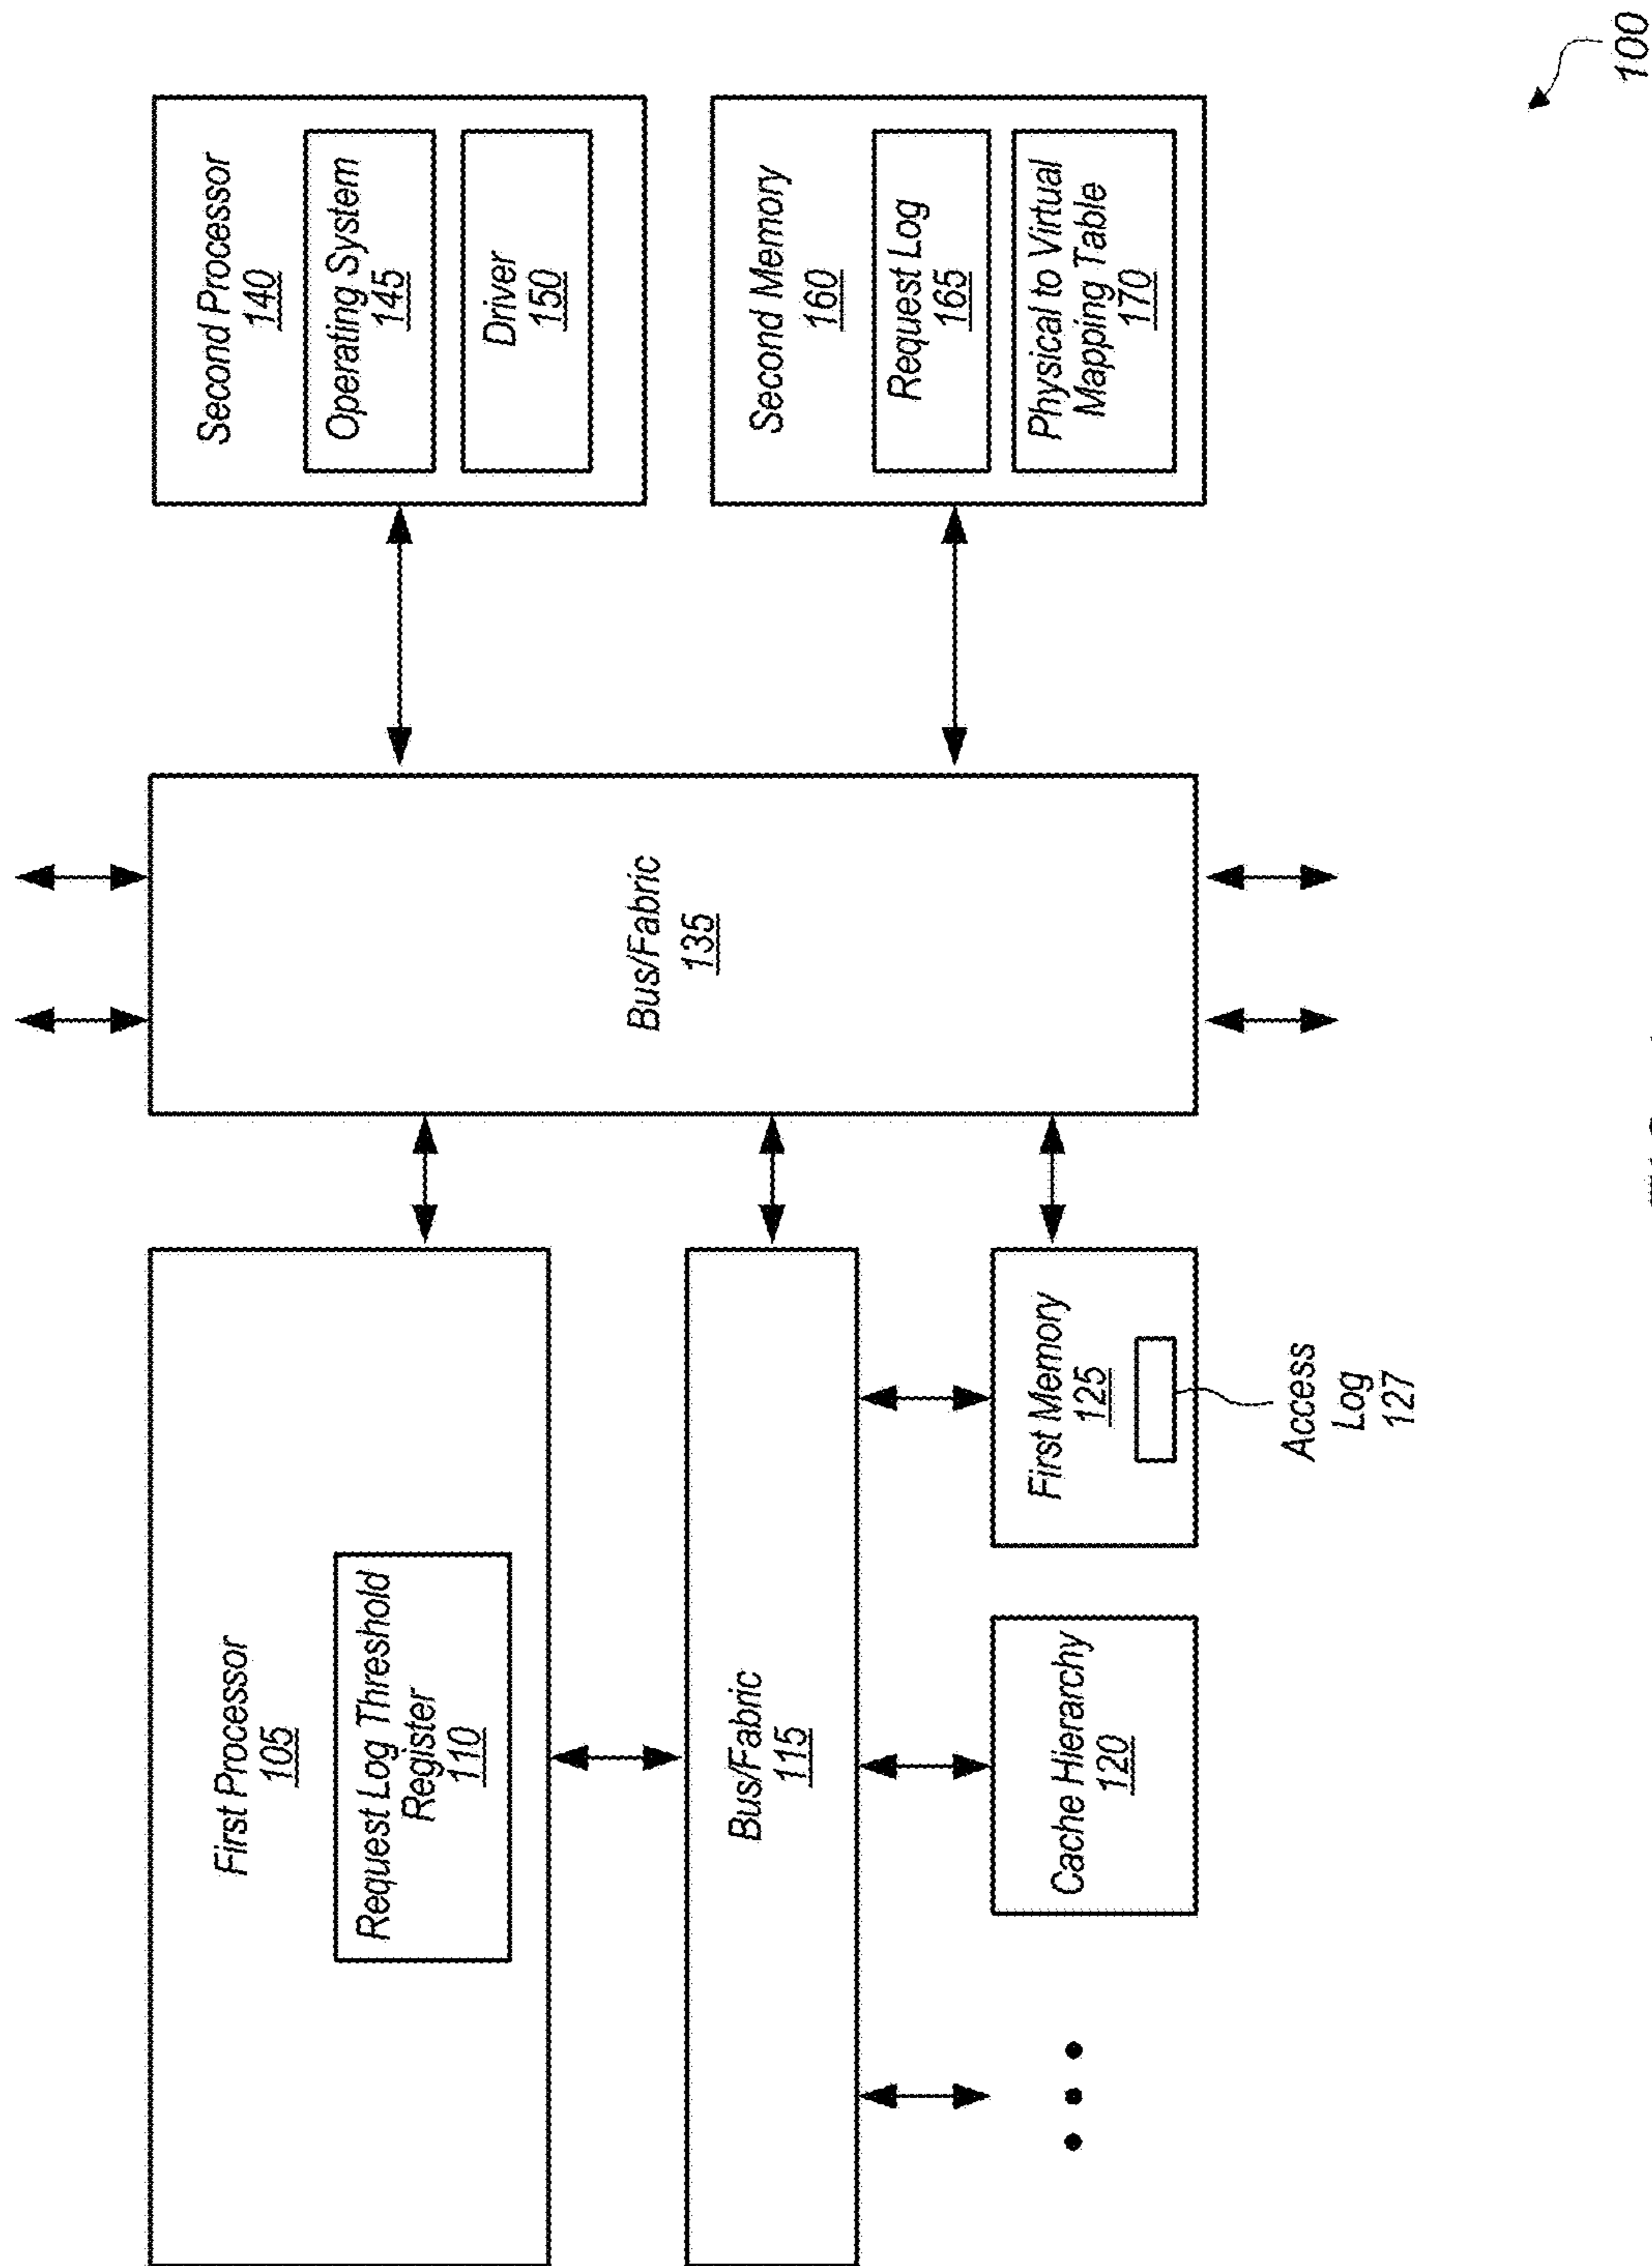 First Processor
105
Request Log Threshold
Register
110
Bus/Fabric
115
Cache Hierarchy
120
First Memory
125
Access
Log
127
Bus/Fabric
135
Second Processor
140
Operating System
145
Driver
150
Second Memory
160
Request Log
165
Physical to Virtual
Mapping Table
170
100